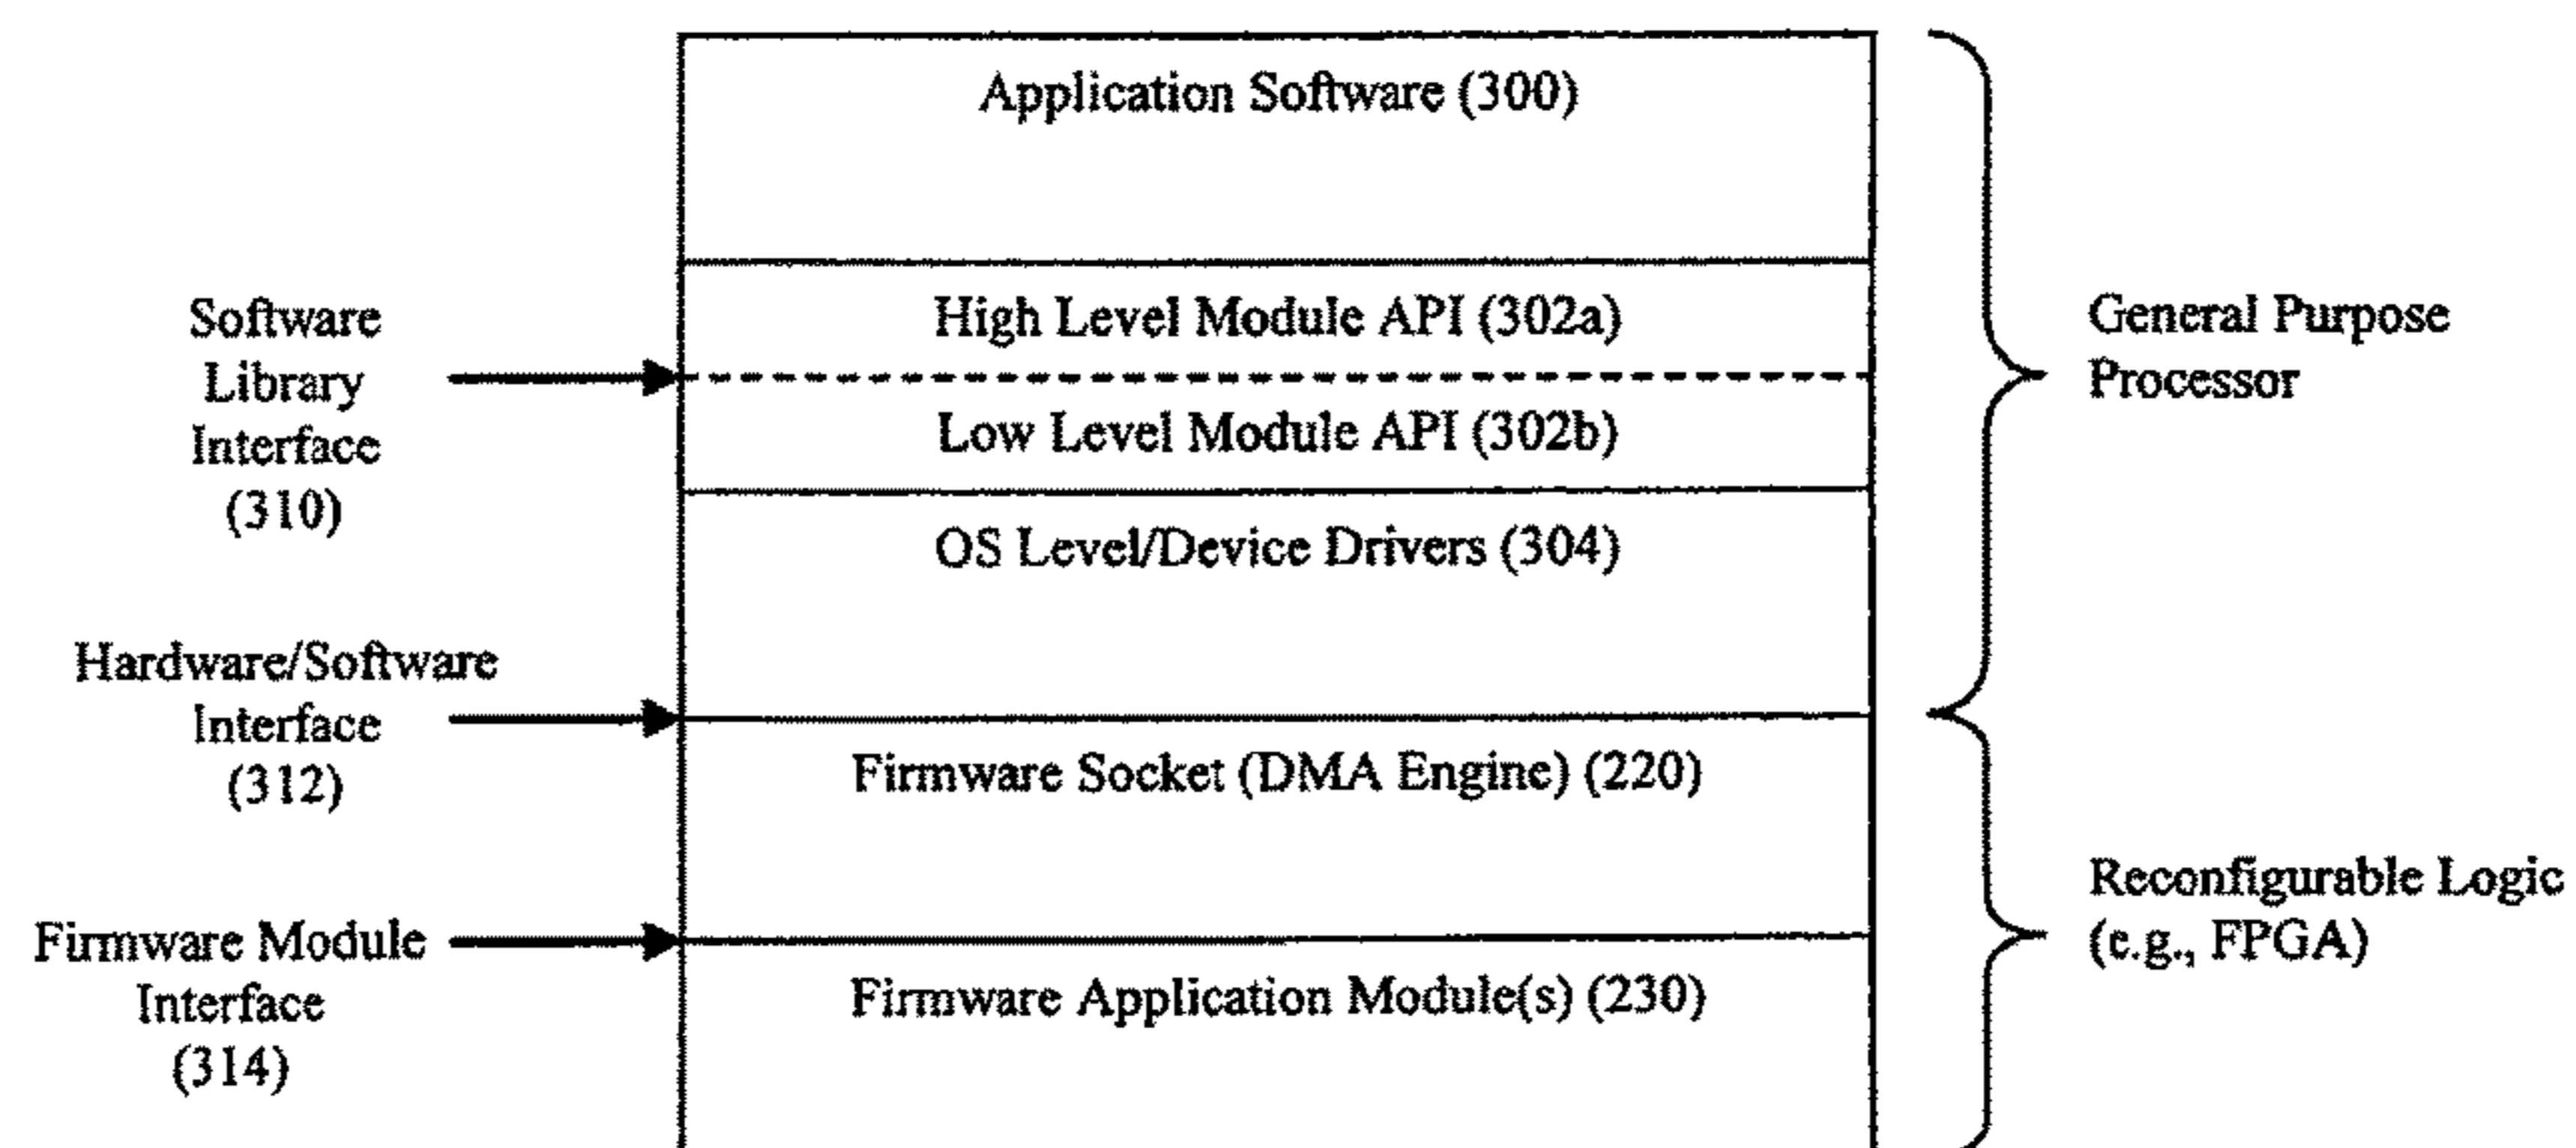 Application Software (300)
Software
Library
Interface
(310)
High Level Module API (302a)
Low Level Module API (302b)
General Purpose
Processor
OS Level/Device Drivers (304)
Hardware/Software
Interface
(312)
Firmware Socket (DMA Engine) (220)
Reconfigurable Logic
(e.g., FPGA)
Firmware Module
Interface
(314)
Firmware Application Module(s) (230)